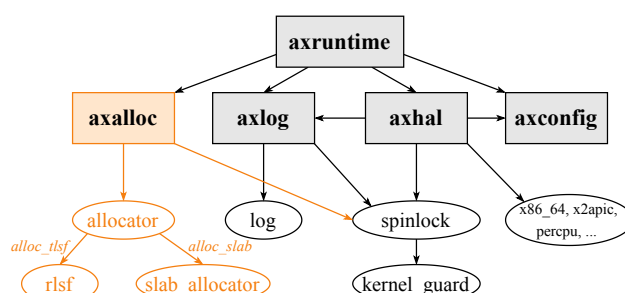 axruntime
axalloc
axlog
axhal
axconfig
allocator
log
spinlock
x86_64, x2apic,
percpu, ...
alloc_tlsf
alloc_slab
rlsf
slab_allocator
kernel_guard